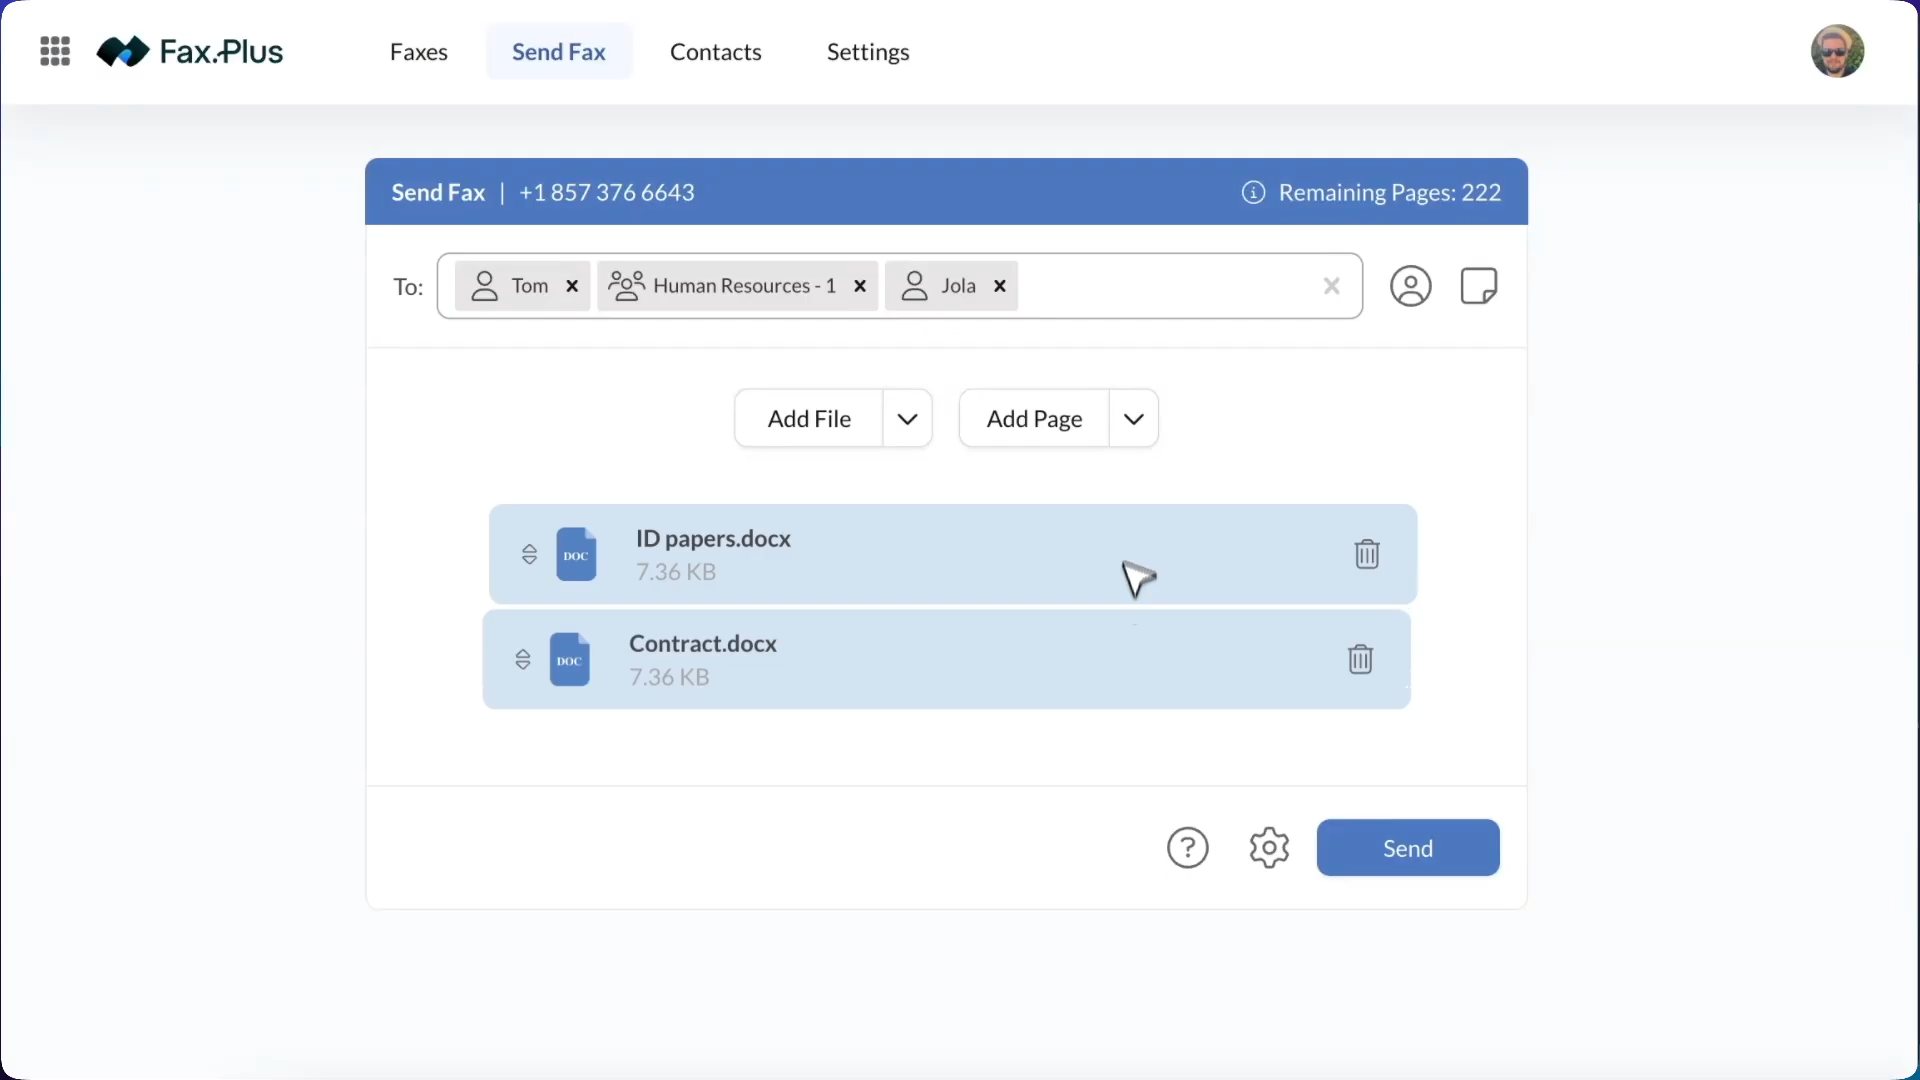 Fax.Plus
Faxes
Send Fax
Contacts
Settings
Send Fax | +1 857 376 6643
Remaining Pages: 222
To: Tom × Human Resources - 1 × Jola ×
Add File
Add Page
DOC
ID papers.docx
7.36 KB
DOC
Contract.docx
7.36 KB
?
Send